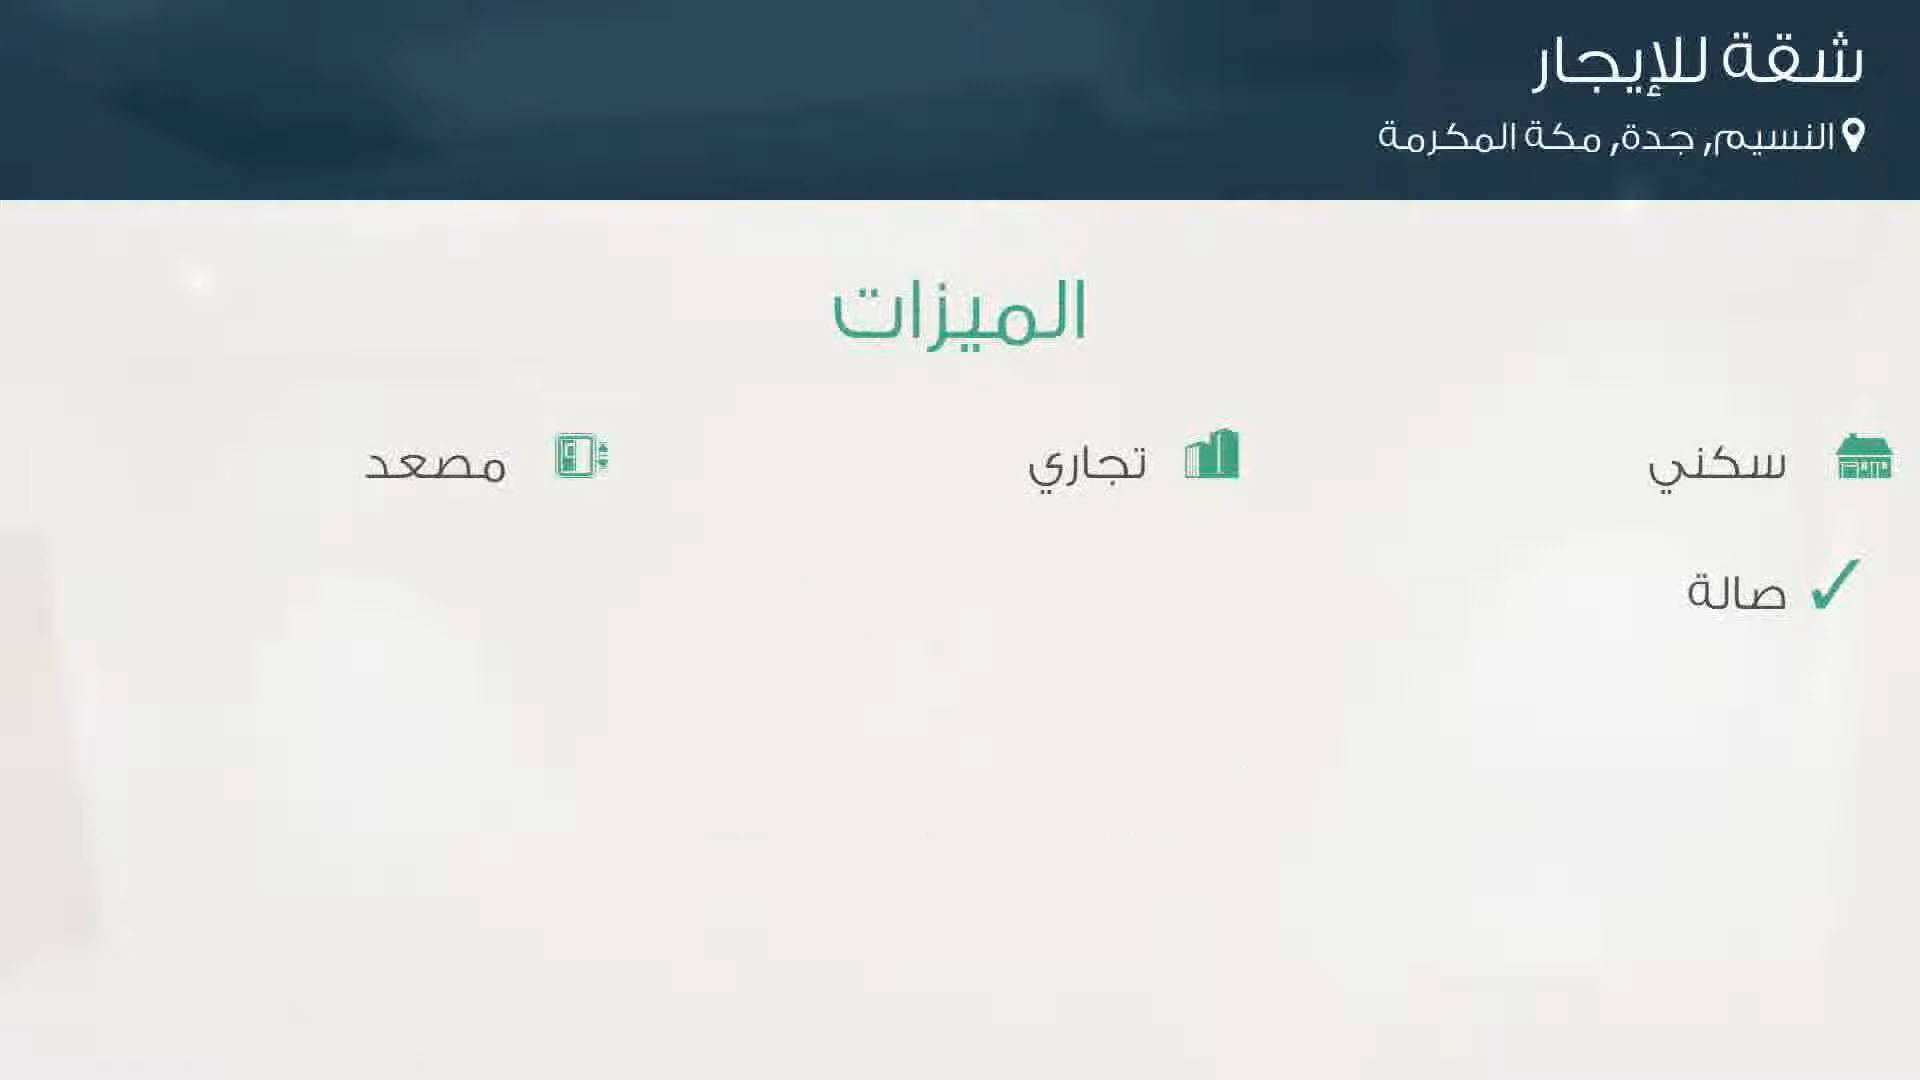 شقة للإيجار
النسيم, جدة, مكة المكرمة
الميزات
سكني تجاري مصعد
صالة